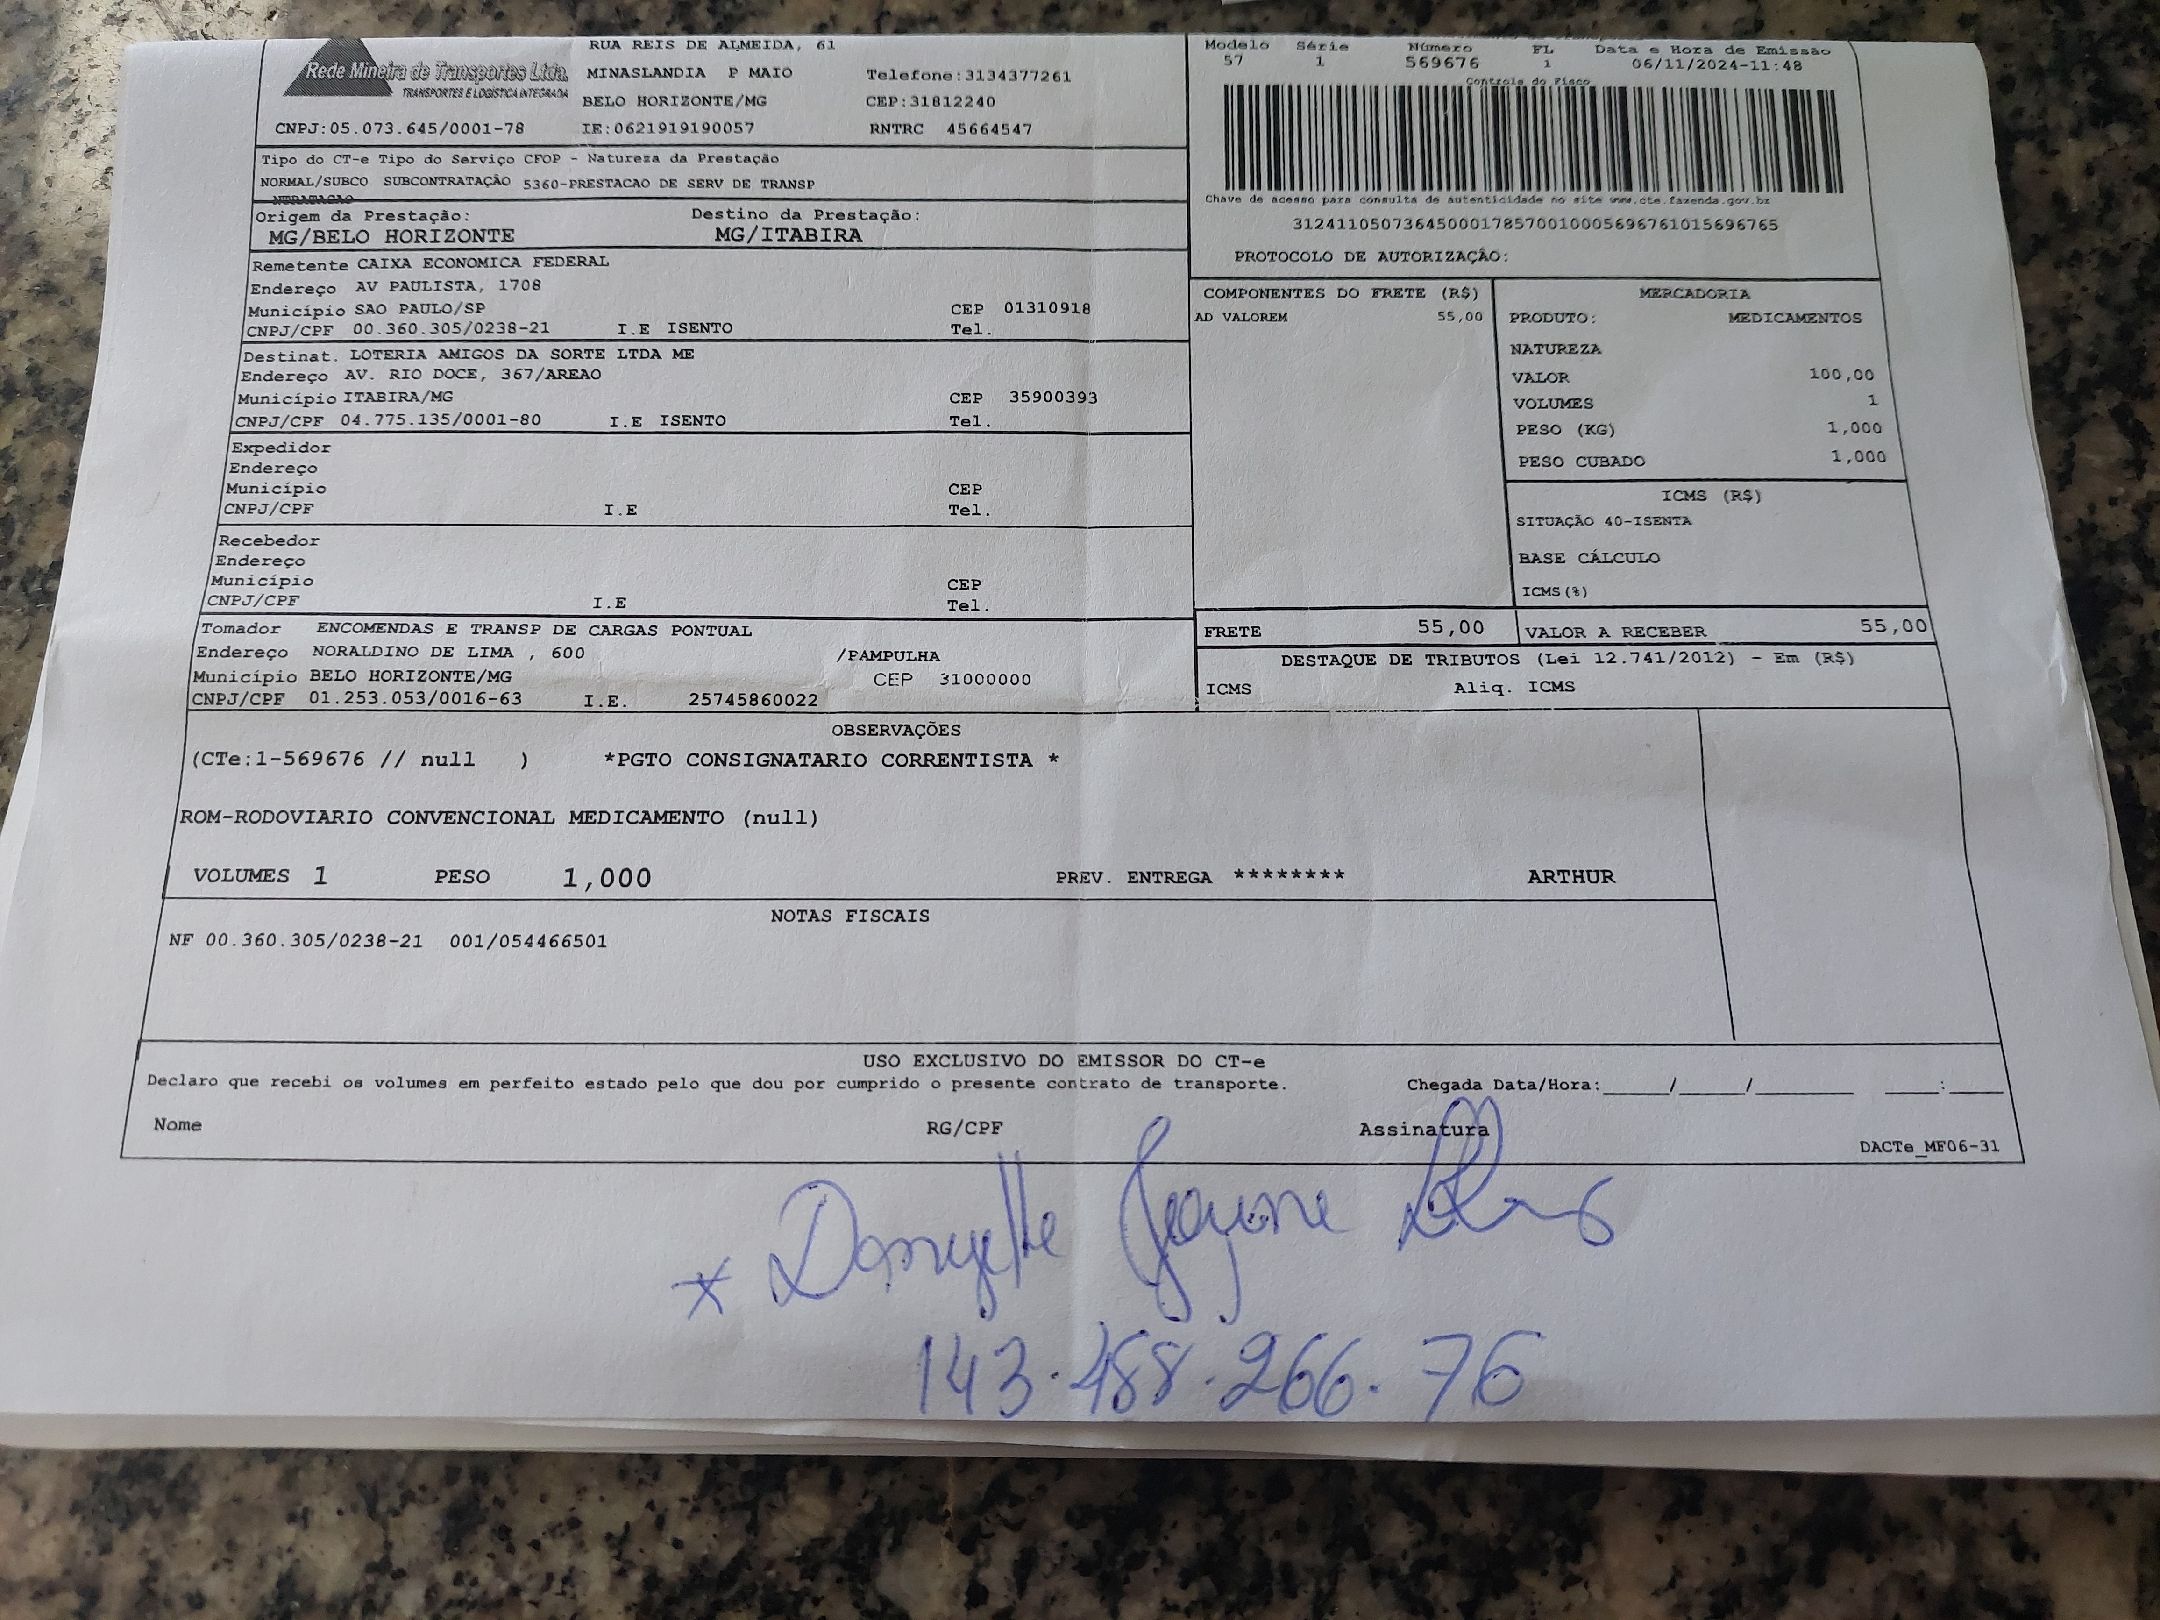 Rede Mineira de Transportes Ltda.
TRANSPORTES E LOGÍSTICA INTEGRADA
CNPJ:05.073.645/0001-78
RUA REIS DE ALMEIDA, 61
MINASLANDIA P MAIO Telefone:3134377261
BELO HORIZONTE/MG CEP:31812240
IE:0621919190057 RNTRC 45664547
Modelo Série Número FL Data e Hora de Emissão
57 1 569676 1 06/11/2024-11:48
Controle do Fisco
Chave de acesso para consulta de autenticidade no site www.cte.fazenda.gov.br
31241105073645000178570010005696761015696765
PROTOCOLO DE AUTORIZAÇÃO:
Tipo do CT-e Tipo do Serviço CFOP - Natureza da Prestação
NORMAL/SUBCO SUBCONTRATAÇÃO 5360-PRESTACAO DE SERV DE TRANSP
NTRATACAO
Origem da Prestação: Destino da Prestação:
MG/BELO HORIZONTE MG/ITABIRA
Remetente CAIXA ECONOMICA FEDERAL
Endereço AV PAULISTA, 1708
Município SAO PAULO/SP CEP 01310918
CNPJ/CPF 00.360.305/0238-21 I.E ISENTO Tel.
Destinat. LOTERIA AMIGOS DA SORTE LTDA ME
Endereço AV. RIO DOCE, 367/AREAO
Município ITABIRA/MG CEP 35900393
CNPJ/CPF 04.775.135/0001-80 I.E ISENTO Tel.
Expedidor
Endereço
Município CEP
CNPJ/CPF I.E Tel.
Recebedor
Endereço
Município CEP
CNPJ/CPF I.E Tel.
Tomador ENCOMENDAS E TRANSP DE CARGAS PONTUAL
Endereço NORALDINO DE LIMA , 600 /PAMPULHA
Município BELO HORIZONTE/MG CEP 31000000
CNPJ/CPF 01.253.053/0016-63 I.E. 25745860022
COMPONENTES DO FRETE (R$)
AD VALOREM 55,00
MERCADORIA
PRODUTO: MEDICAMENTOS
NATUREZA
VALOR 100,00
VOLUMES 1
PESO (KG) 1,000
PESO CUBADO 1,000
ICMS (R$)
SITUAÇÃO 40-ISENTA
BASE CÁLCULO
ICMS(%)
FRETE 55,00 VALOR A RECEBER 55,00
DESTAQUE DE TRIBUTOS (Lei 12.741/2012) - Em (R$)
ICMS Aliq. ICMS
OBSERVAÇÕES
(CTe:1-569676 // null ) *PGTO CONSIGNATARIO CORRENTISTA *
ROM-RODOVIARIO CONVENCIONAL MEDICAMENTO (null)
VOLUMES 1 PESO 1,000 PREV. ENTREGA ******** ARTHUR
NOTAS FISCAIS
NF 00.360.305/0238-21 001/054466501
USO EXCLUSIVO DO EMISSOR DO CT-e
Declaro que recebi os volumes em perfeito estado pelo que dou por cumprido o presente contrato de transporte. Chegada Data/Hora:_____/_____/_______ ____:____
Nome RG/CPF Assinatura
DACTe_MF06-31
* Danyelle
143.488.266.76